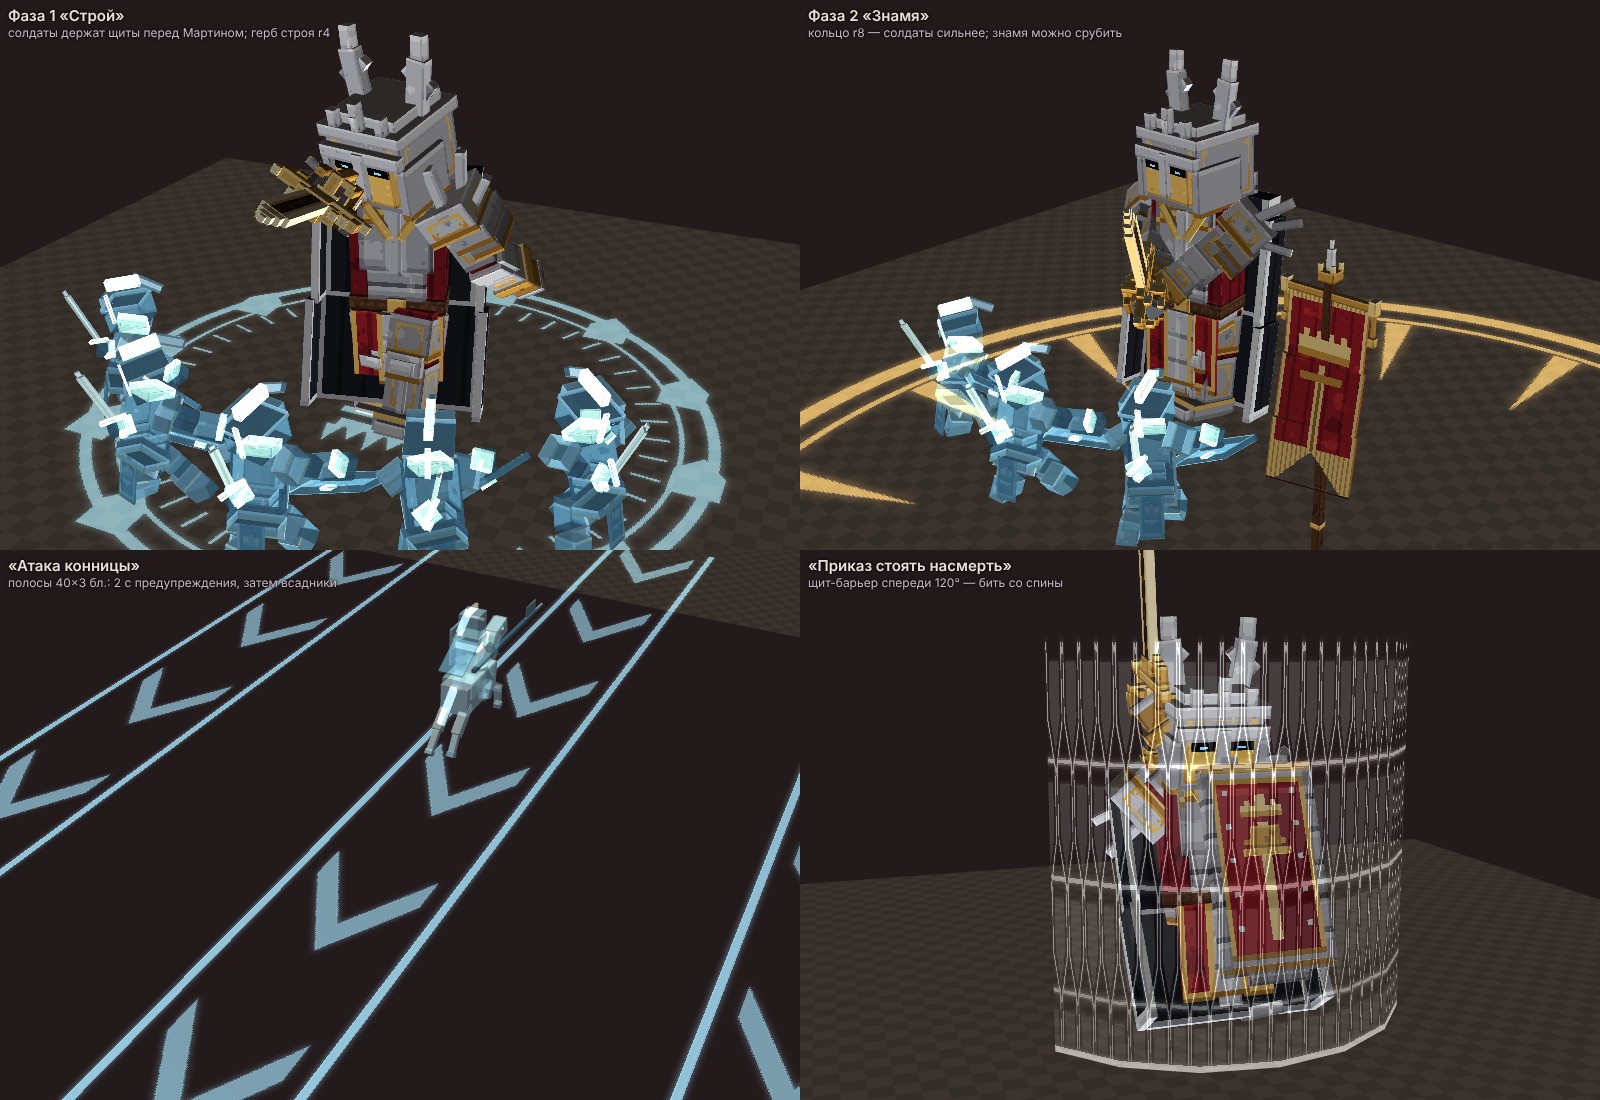 Фаза 1 «Строй»
солдаты держат щиты перед Мартином; герб строя r4
Фаза 2 «Знамя»
кольцо r8 — солдаты сильнее; знамя можно срубить
«Атака конницы»
полосы 40×3 бл.: 2 с предупреждения, затем всадники
«Приказ стоять насмерть»
щит-барьер спереди 120° — бить со спины